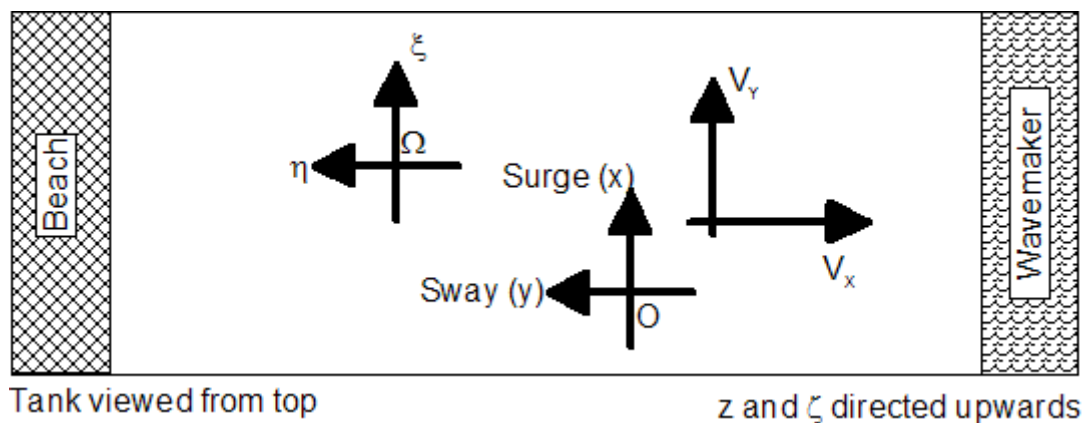 Beach
ξ
Ω
η
Surge (x)
Sway (y)
O
V_Y
V_X
Wavemaker
Tank viewed from top
z and ζ directed upwards